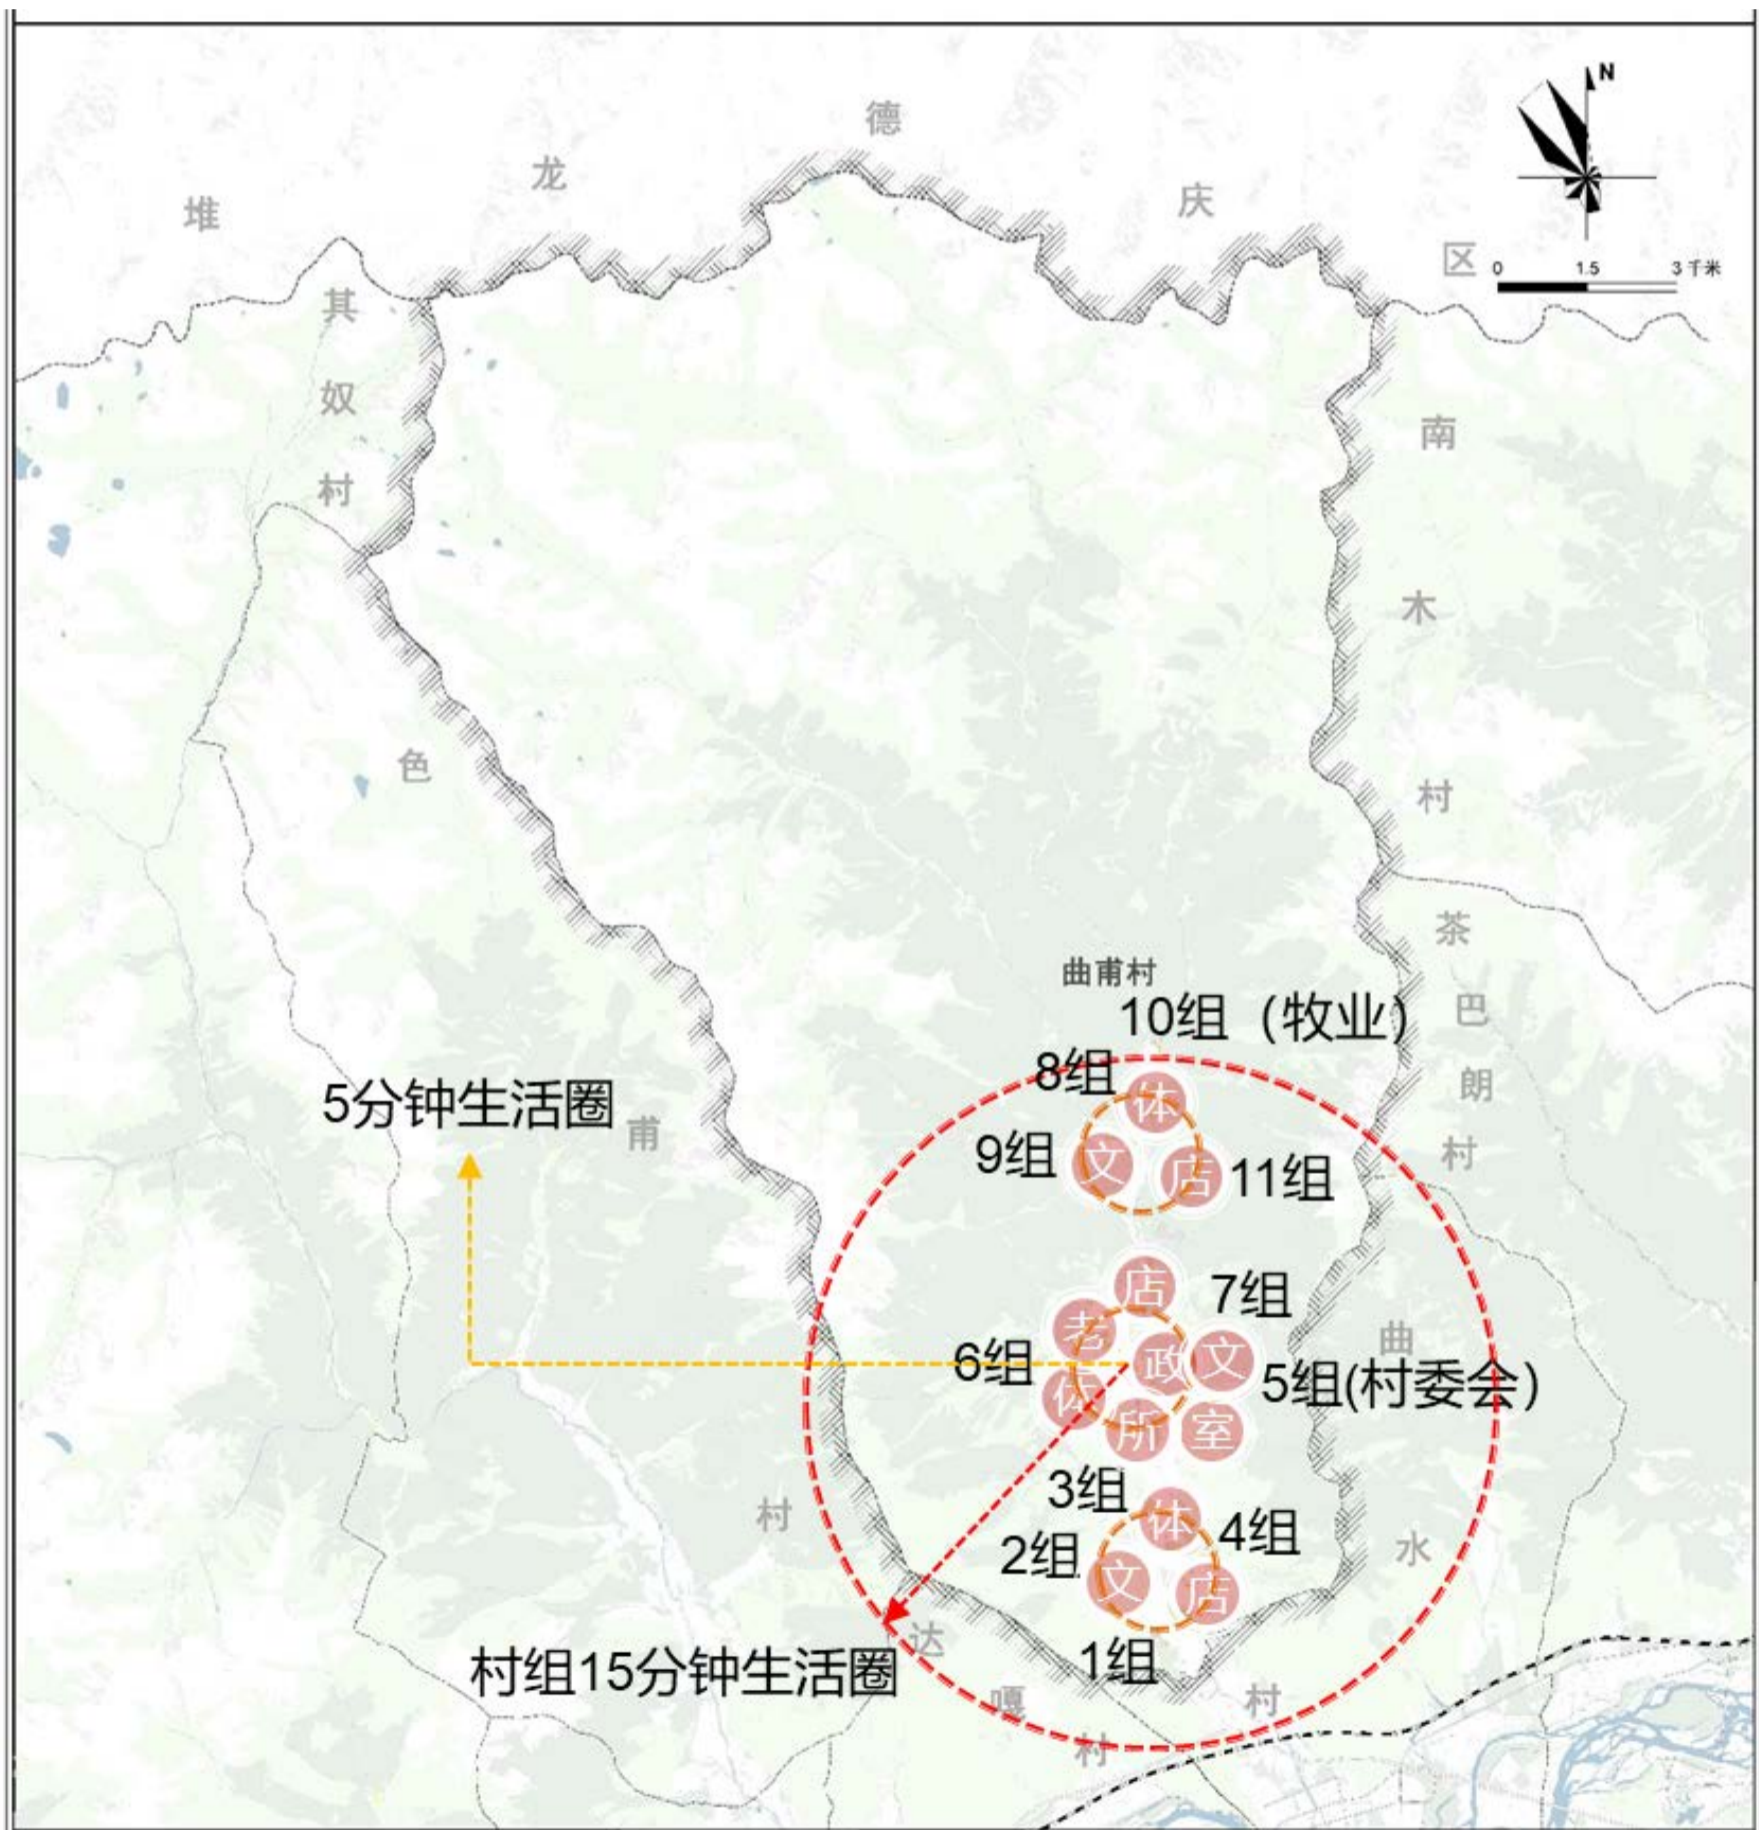 N
德
龙
庆
堆
区
0 1.5 3 千米
其
奴
村
南
木
村
色
甫
村
茶
巴
朗
村
曲甫村
10组（牧业）
8组
体
5分钟生活圈
9组
文
店
11组
店
7组
老
6组
政
文
曲
5组(村委会）
体
所
室
3组
体
4组
水
2组
文
店
村
达
1组
村组15分钟生活圈
嘎
村
村